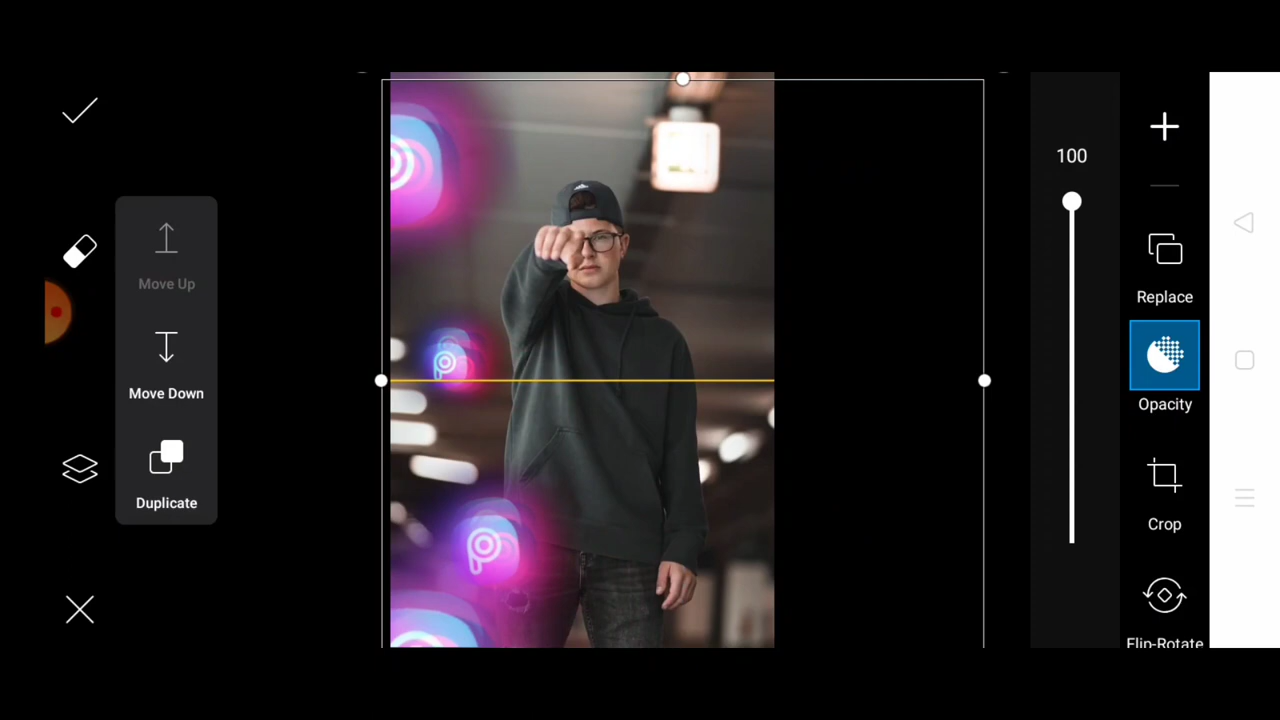 Move Up
Move Down
Duplicate
100
Replace
Opacity
Crop
Flip-Rotate